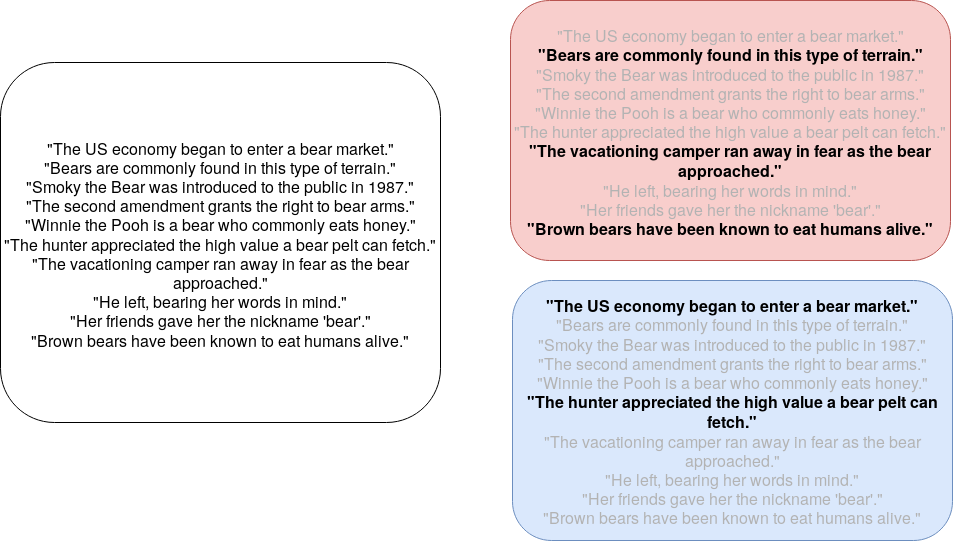 "The US economy began to enter a bear market."
"Bears are commonly found in this type of terrain."
"Smoky the Bear was introduced to the public in 1987."
"The second amendment grants the right to bear arms."
"Winnie the Pooh is a bear who commonly eats honey."
"The hunter appreciated the high value a bear pelt can fetch."
"The vacationing camper ran away in fear as the bear
approached."
"He left, bearing her words in mind."
"Her friends gave her the nickname 'bear'."
"Brown bears have been known to eat humans alive."
"The US economy began to enter a bear market."
"Bears are commonly found in this type of terrain."
"Smoky the Bear was introduced to the public in 1987."
"The second amendment grants the right to bear arms."
"Winnie the Pooh is a bear who commonly eats honey."
"The hunter appreciated the high value a bear pelt can fetch."
"The vacationing camper ran away in fear as the bear
approached."
"He left, bearing her words in mind."
"Her friends gave her the nickname 'bear'."
"Brown bears have been known to eat humans alive."
"The US economy began to enter a bear market."
"Bears are commonly found in this type of terrain."
"Smoky the Bear was introduced to the public in 1987."
"The second amendment grants the right to bear arms."
"Winnie the Pooh is a bear who commonly eats honey."
"The hunter appreciated the high value a bear pelt can
fetch."
"The vacationing camper ran away in fear as the bear
approached."
"He left, bearing her words in mind."
"Her friends gave her the nickname 'bear'."
"Brown bears have been known to eat humans alive."